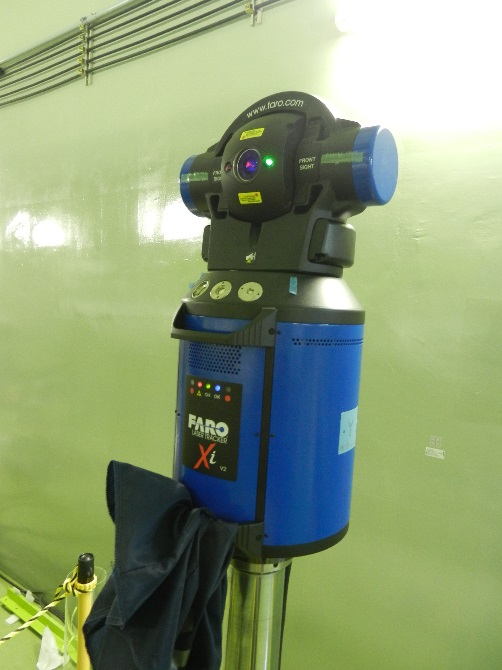 www.faro.com
FRONT
SIGHT
FRONT
SIGHT
FARO
LASER TRACKER
Xi
V2